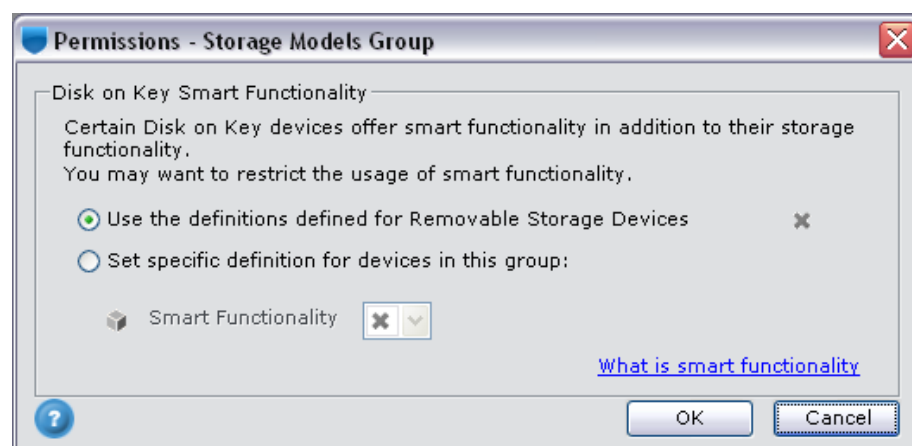 Permissions - Storage Models Group
Disk on Key Smart Functionality
Certain Disk on Key devices offer smart functionality in addition to their storage
functionality.
You may want to restrict the usage of smart functionality.
Use the definitions defined for Removable Storage Devices
Set specific definition for devices in this group:
Smart Functionality
What is smart functionality
?
OK
Cancel